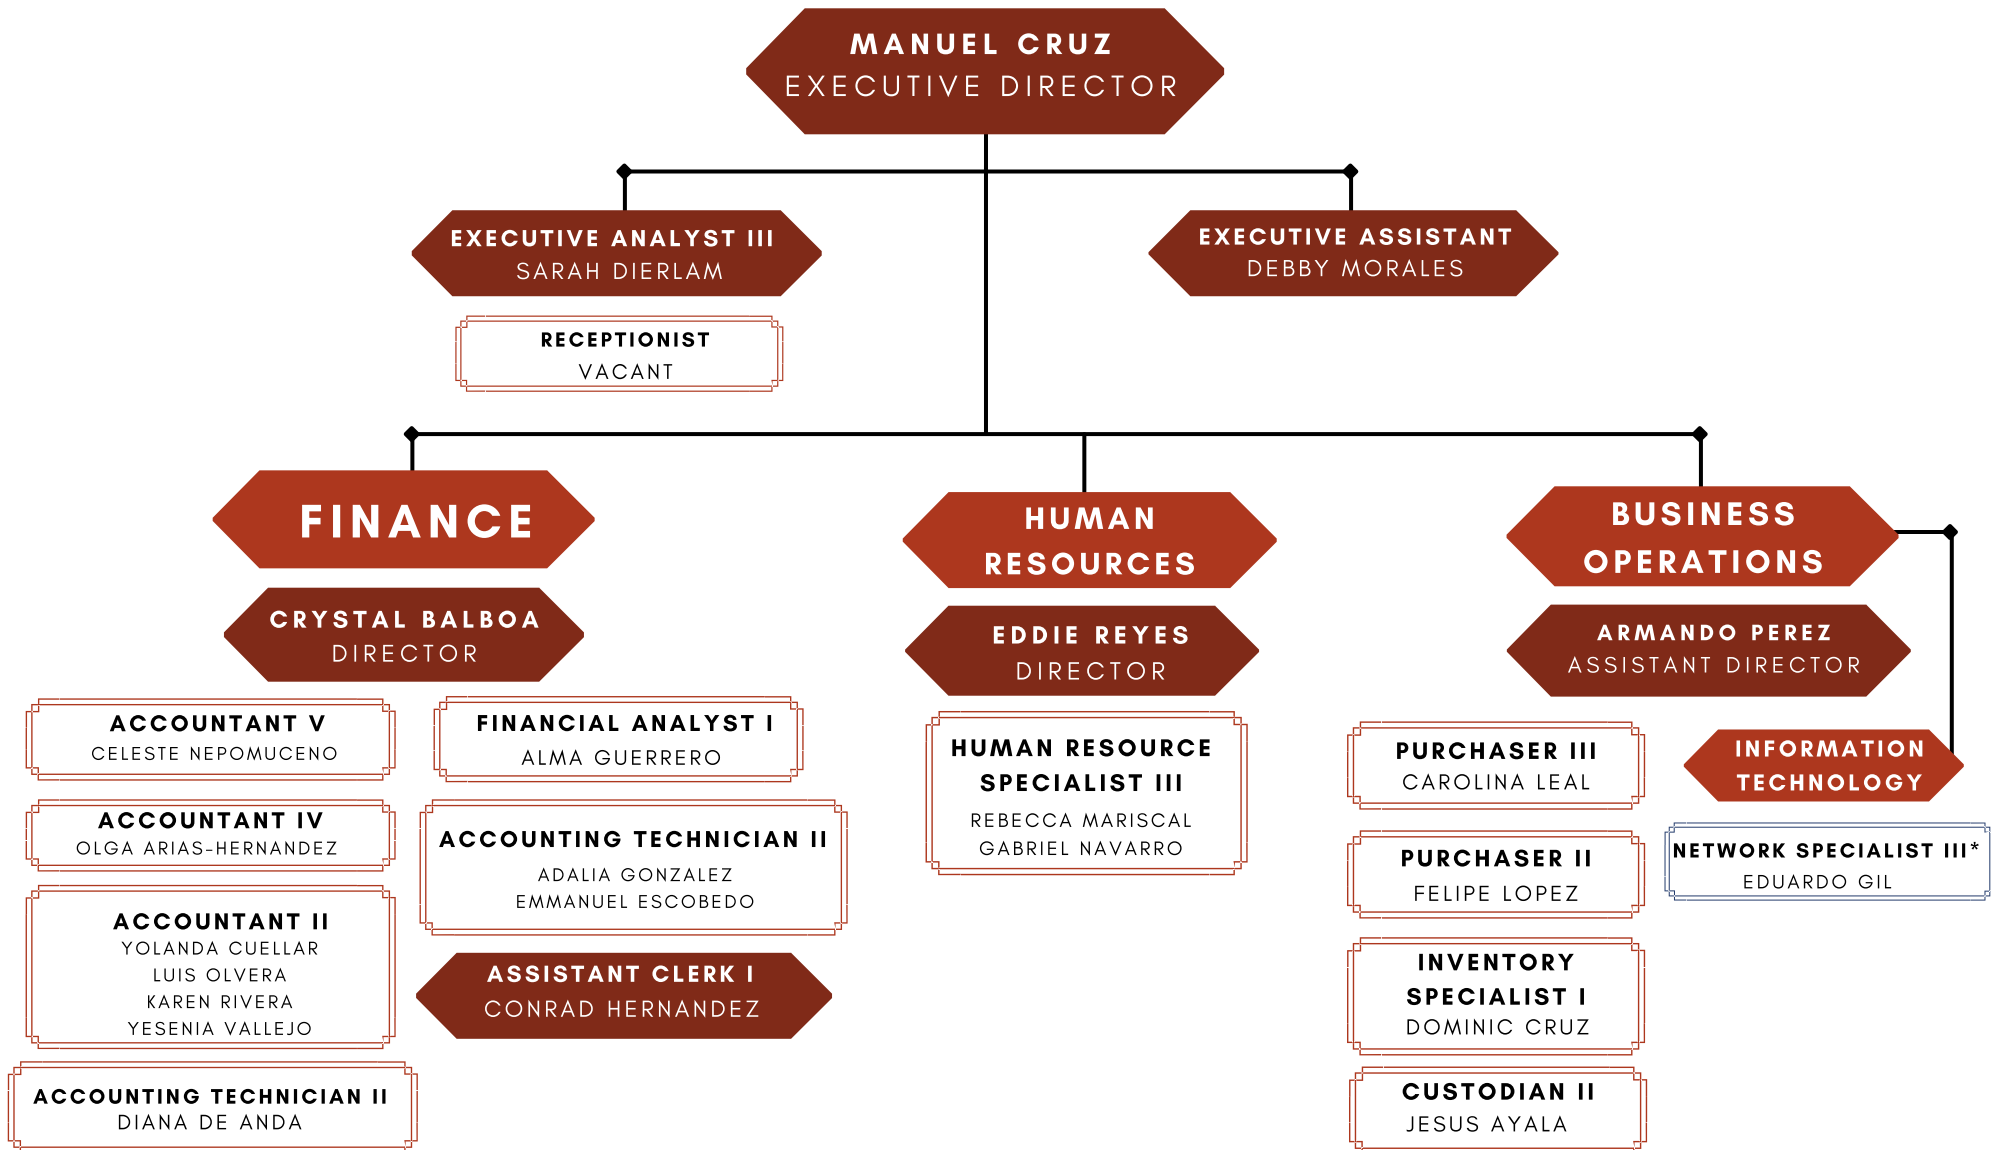 MANUEL CRUZ
EXECUTIVE DIRECTOR
EXECUTIVE ANALYST III
SARAH DIERLAM
EXECUTIVE ASSISTANT
DEBBY MORALES
RECEPTIONIST
VACANT
FINANCE
CRYSTAL BALBOA
DIRECTOR
ACCOUNTANT V
CELESTE NEPOMUCENO
ACCOUNTANT IV
OLGA ARIAS-HERNANDEZ
ACCOUNTANT II
YOLANDA CUELLAR
LUIS OLVERA
KAREN RIVERA
YESENIA VALLEJO
ACCOUNTING TECHNICIAN II
DIANA DE ANDA
FINANCIAL ANALYST I
ALMA GUERRERO
ACCOUNTING TECHNICIAN II
ADALIA GONZALEZ
EMMANUEL ESCOBEDO
ASSISTANT CLERK I
CONRAD HERNANDEZ
HUMAN
RESOURCES
EDDIE REYES
DIRECTOR
HUMAN RESOURCE
SPECIALIST III
REBECCA MARISCAL
GABRIEL NAVARRO
BUSINESS
OPERATIONS
ARMANDO PEREZ
ASSISTANT DIRECTOR
PURCHASER III
CAROLINA LEAL
PURCHASER II
FELIPE LOPEZ
INVENTORY
SPECIALIST I
DOMINIC CRUZ
CUSTODIAN II
JESUS AYALA
INFORMATION
TECHNOLOGY
NETWORK SPECIALIST III*
EDUARDO GIL